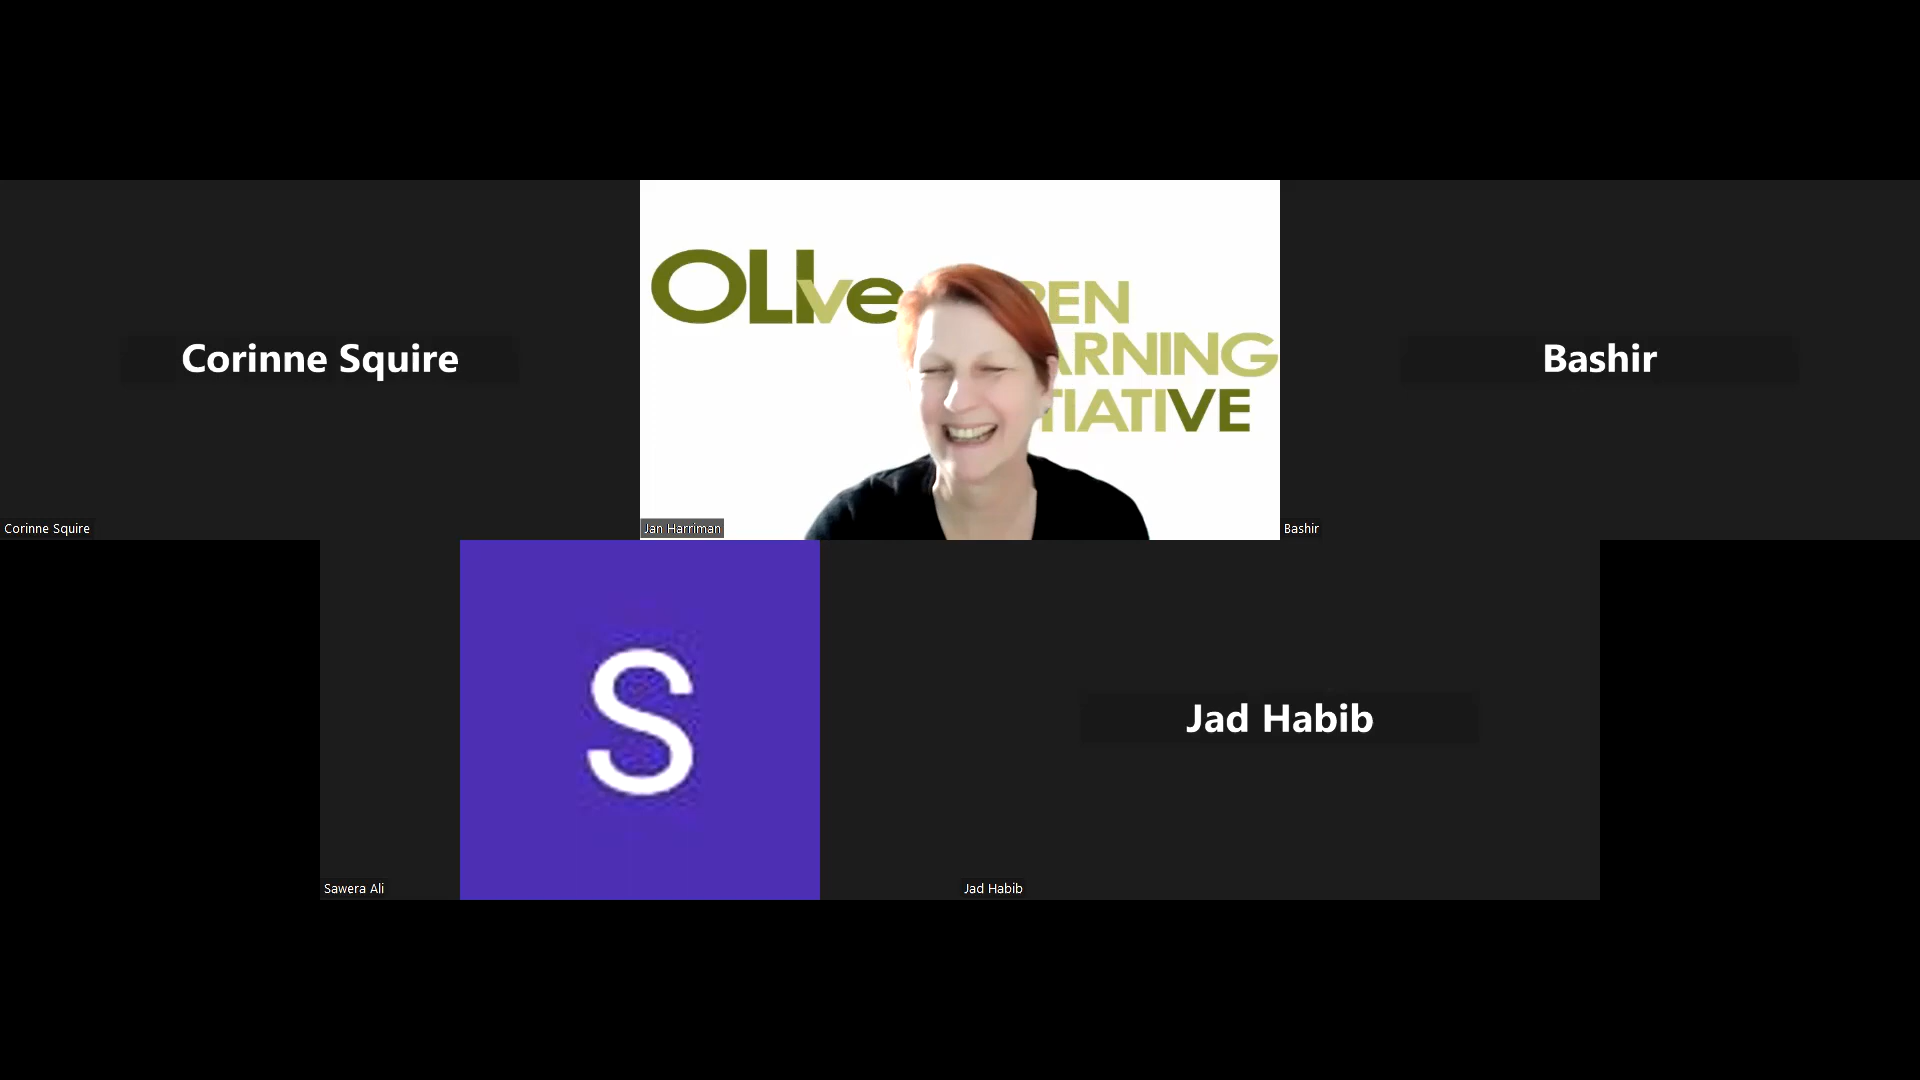 Corinne Squire
Corinne Squire
OLIve
PEN
ARNING
TIATIVE
Jan Harriman
Bashir
Bashir
S
Sawera Ali
Jad Habib
Jad Habib